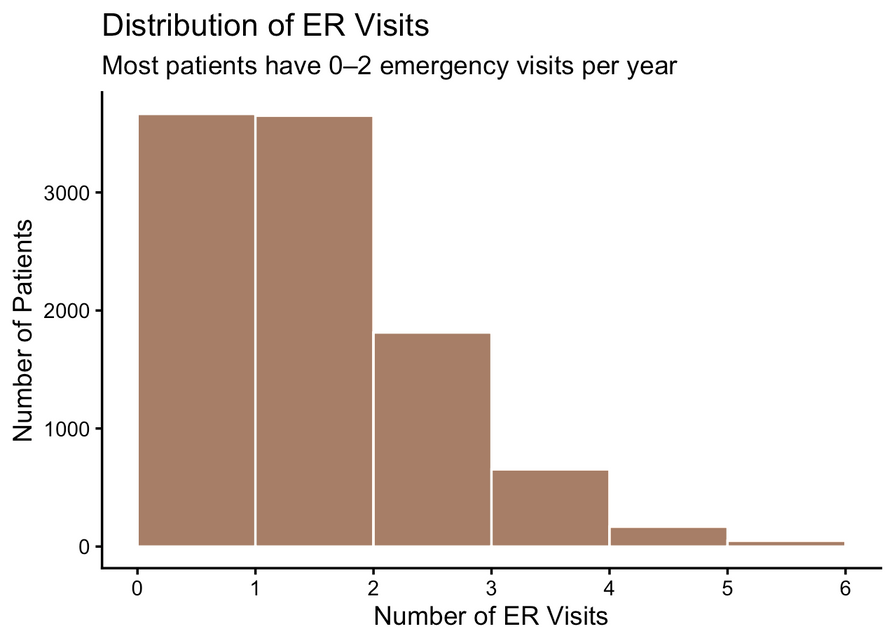 Distribution of ER Visits
Most patients have 0–2 emergency visits per year
Number of Patients
3000
2000
1000
0
0 1 2 3 4 5 6
Number of ER Visits